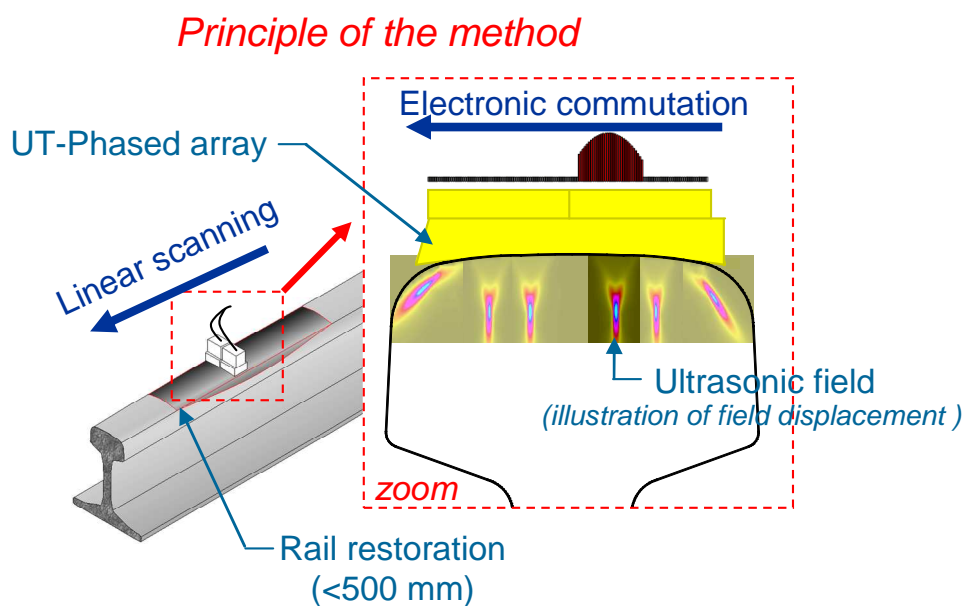 Principle of the method
Electronic commutation
UT-Phased array
Linear scanning
Ultrasonic field
(illustration of field displacement )
zoom
Rail restoration
(<500 mm)